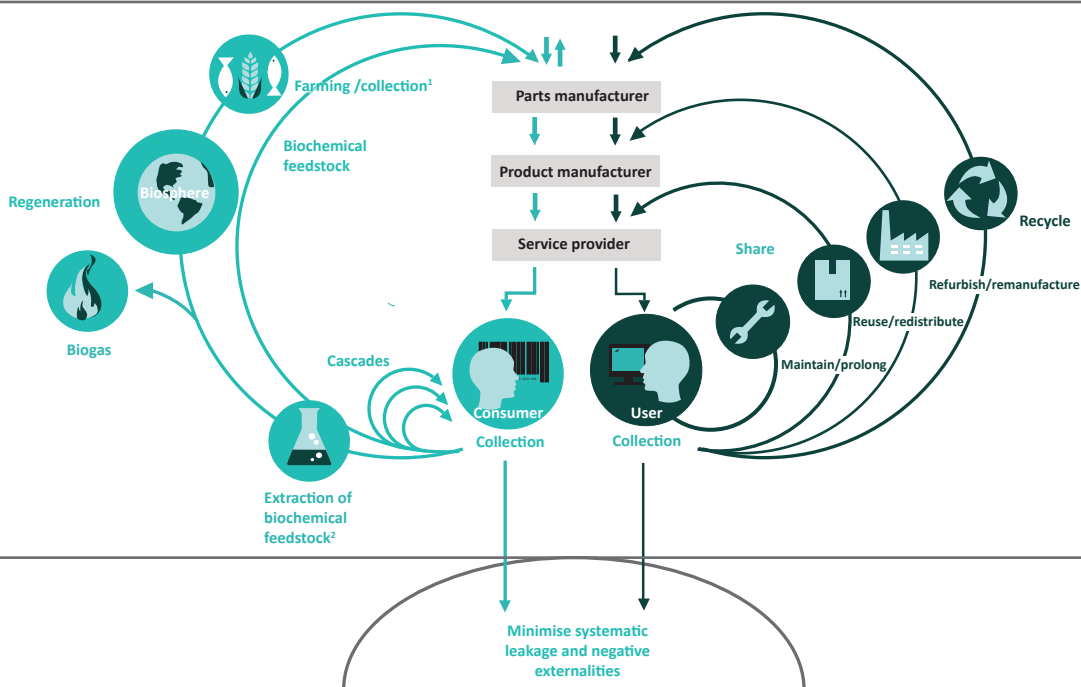 Farming /collection¹
Parts manufacturer
Biochemical
feedstock
Product manufacturer
Biosphere
Regeneration
Recycle
Service provider
Share
Refurbish/remanufacture
Reuse/redistribute
Biogas
Cascades
Maintain/prolong
Consumer
User
Collection
Collection
Extraction of
biochemical
feedstock²
Minimise systematic
leakage and negative
externalities